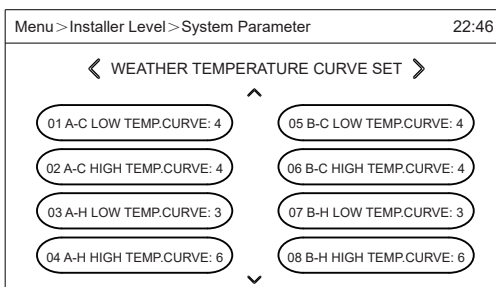 Menu>Installer Level>System Parameter 22:46
WEATHER TEMPERATURE CURVE SET
01 A-C LOW TEMP.CURVE: 4
05 B-C LOW TEMP.CURVE: 4
02 A-C HIGH TEMP.CURVE: 4
06 B-C HIGH TEMP.CURVE: 4
03 A-H LOW TEMP.CURVE: 3
07 B-H LOW TEMP.CURVE: 3
04 A-H HIGH TEMP.CURVE: 6
08 B-H HIGH TEMP.CURVE: 6